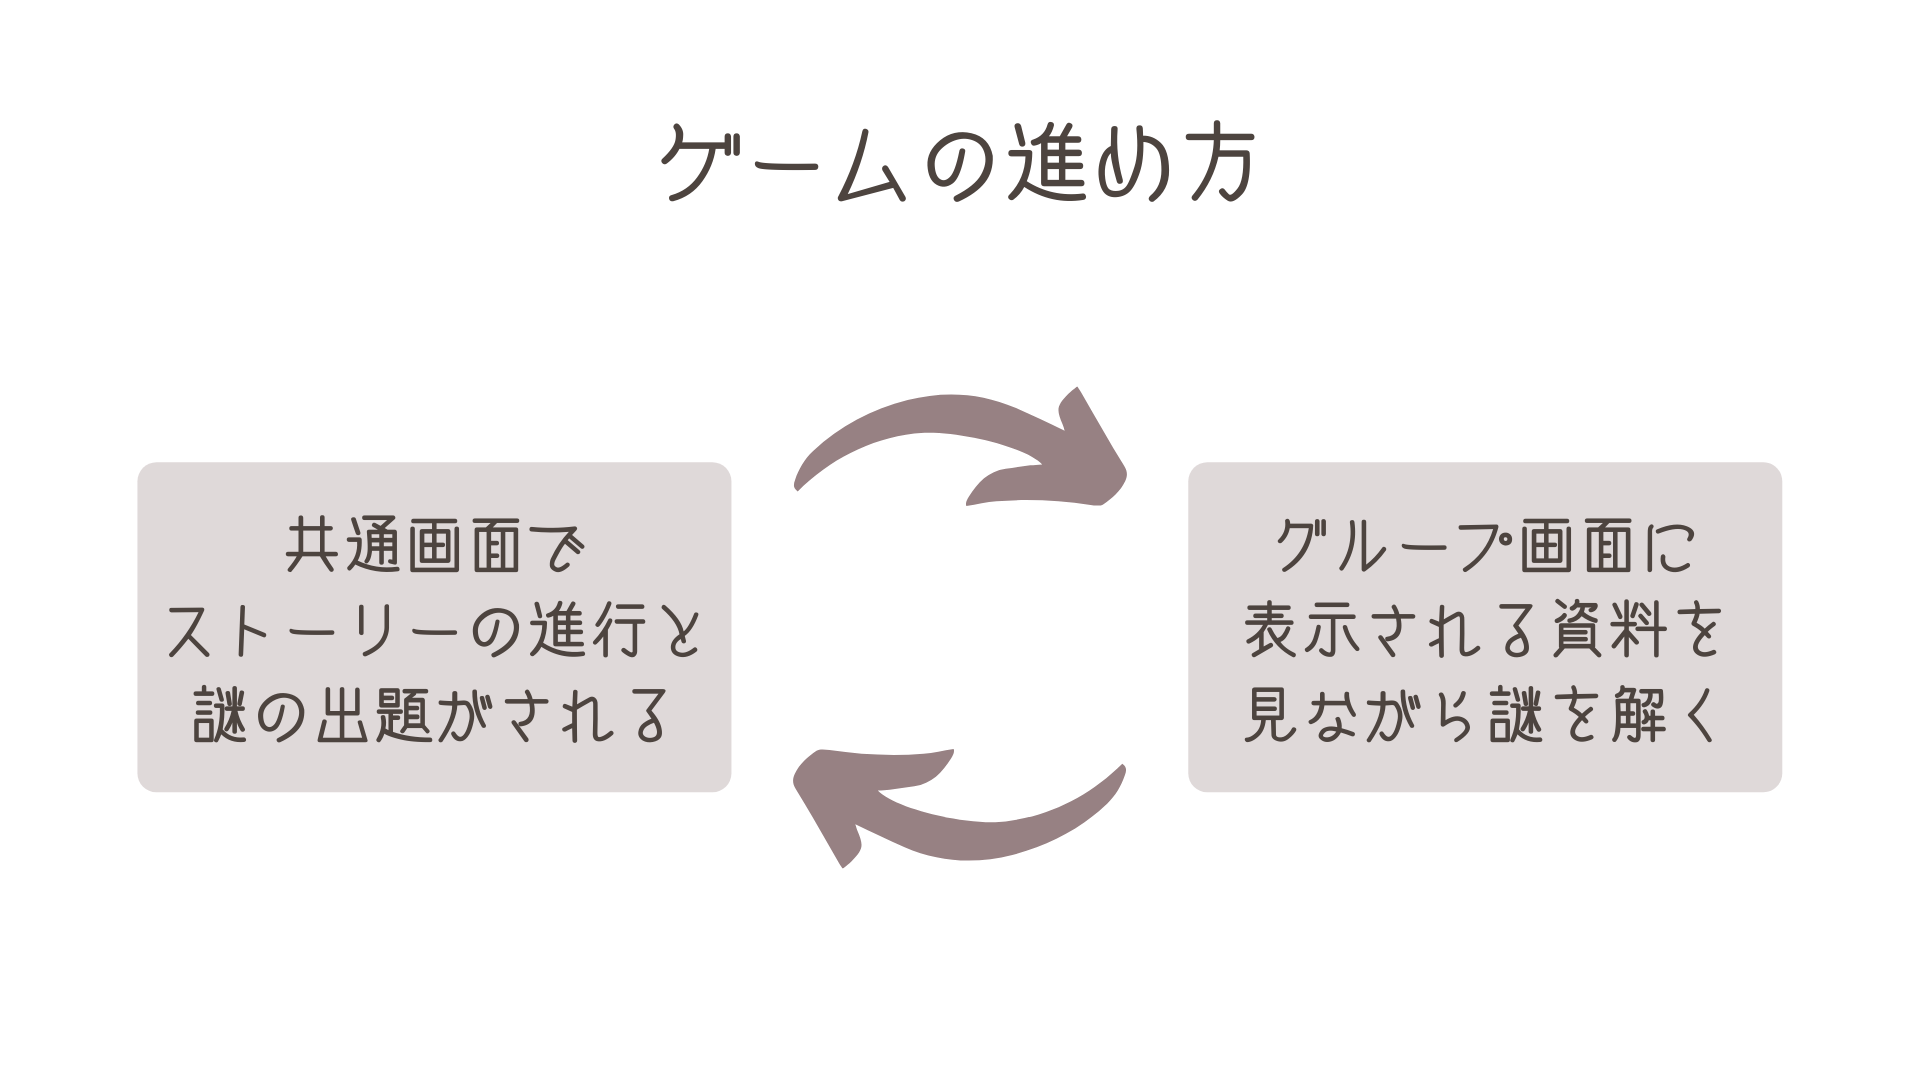 ゲームの進め方
共通画面で
ストーリーの進行と
謎の出題がされる
グループ画面に
表示される資料を
見ながら謎を解く